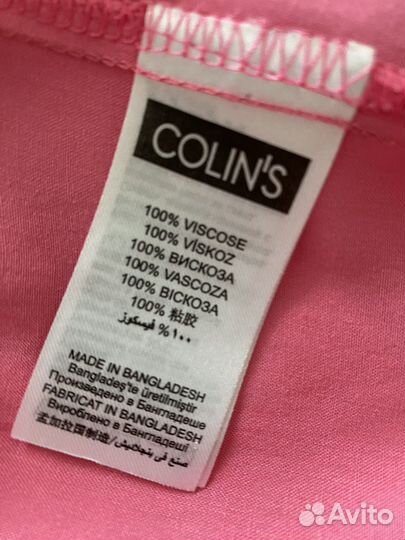 COLIN'S
100% VISCOSE
100% VİSKOZ
100% ВИСКОЗА
100% VASCOZA
100% ВІСКОЗА
100% 粘胶
١٠٠% فيسكوز
MADE IN BANGLADESH
Bangladeş'te üretilmiştir
Произведено в Бангладеше
FABRICAT IN BANGLADESH
Вироблено в Бангладеші
孟加拉国制造
صنع في بنجلاديش
Avito